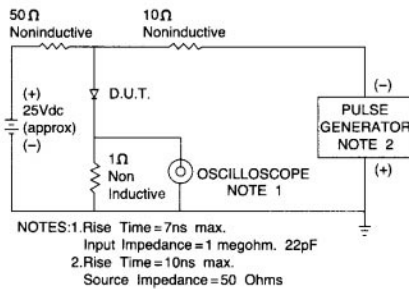 50Ω
Noninductive
10Ω
Noninductive
(+)
25Vdc
(approx)
(−)
D.U.T.
1Ω
Non
Inductive
OSCILLOSCOPE
NOTE 1
(−)
PULSE
GENERATOR
NOTE 2
(+)
NOTES:1.Rise Time=7ns max.
Input Impedance=1 megohm. 22pF
2.Rise Time=10ns max.
Source Impedance=50 Ohms